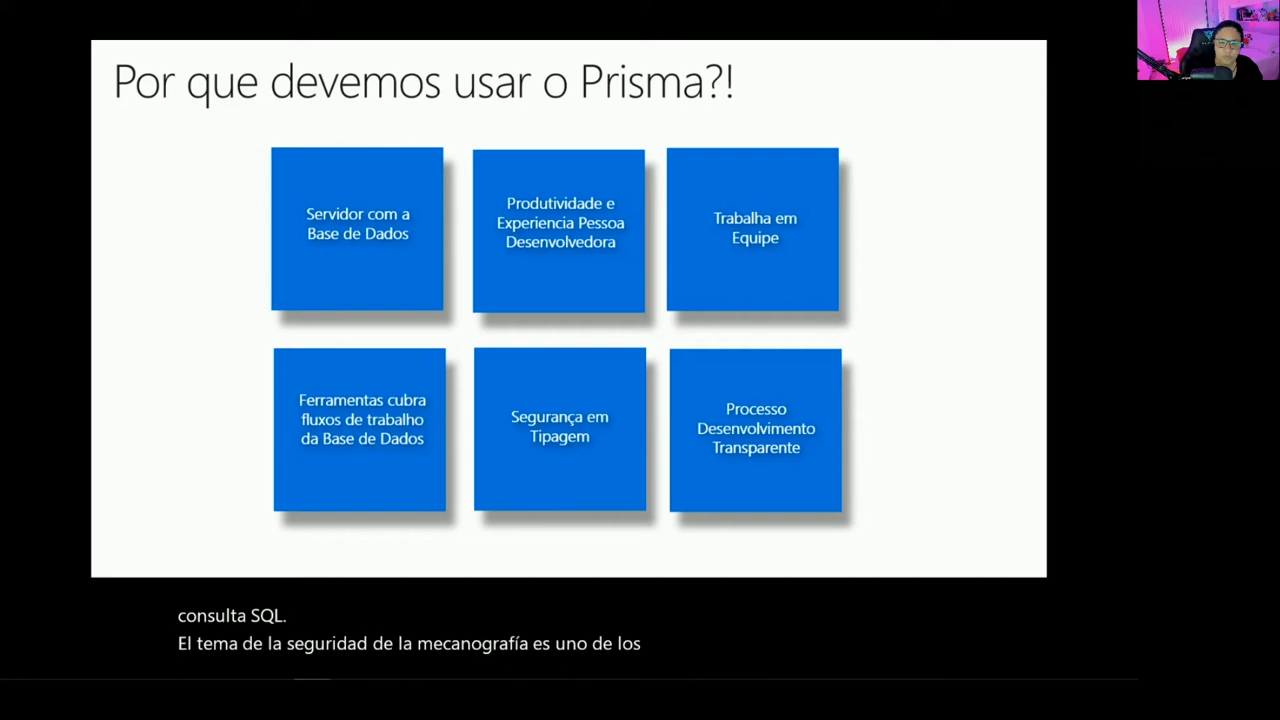 Por que devemos usar o Prisma?!
Servidor com a
Base de Dados
Produtividade e
Experiencia Pessoa
Desenvolvedora
Trabalha em
Equipe
Ferramentas cubra
fluxos de trabalho
da Base de Dados
Segurança em
Tipagem
Processo
Desenvolvimento
Transparente
consulta SQL.
El tema de la seguridad de la mecanografía es uno de los